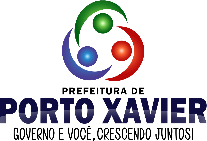 PREFEITURA DE
PORTO XAVIER
GOVERNO E VOCÊ, CRESCENDO JUNTOS!